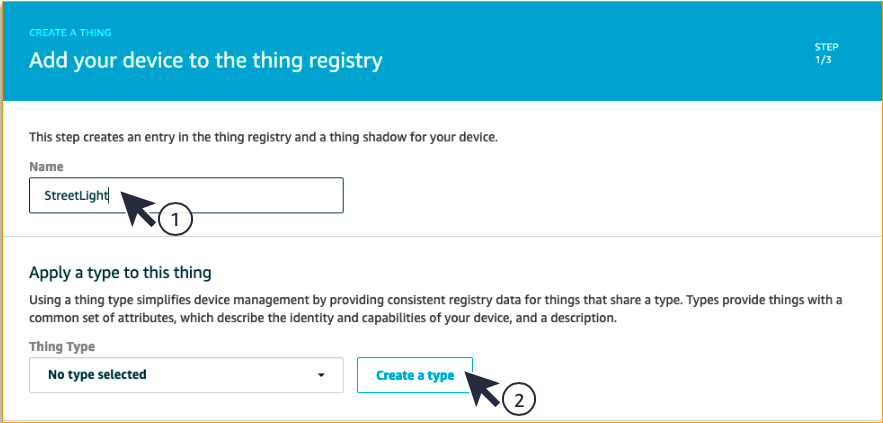 CREATE A THING
Add your device to the thing registry
STEP
1/3
This step creates an entry in the thing registry and a thing shadow for your device.
Name
StreetLight
1
Apply a type to this thing
Using a thing type simplifies device management by providing consistent registry data for things that share a type. Types provide things with a
common set of attributes, which describe the identity and capabilities of your device, and a description.
Thing Type
No type selected
Create a type
2